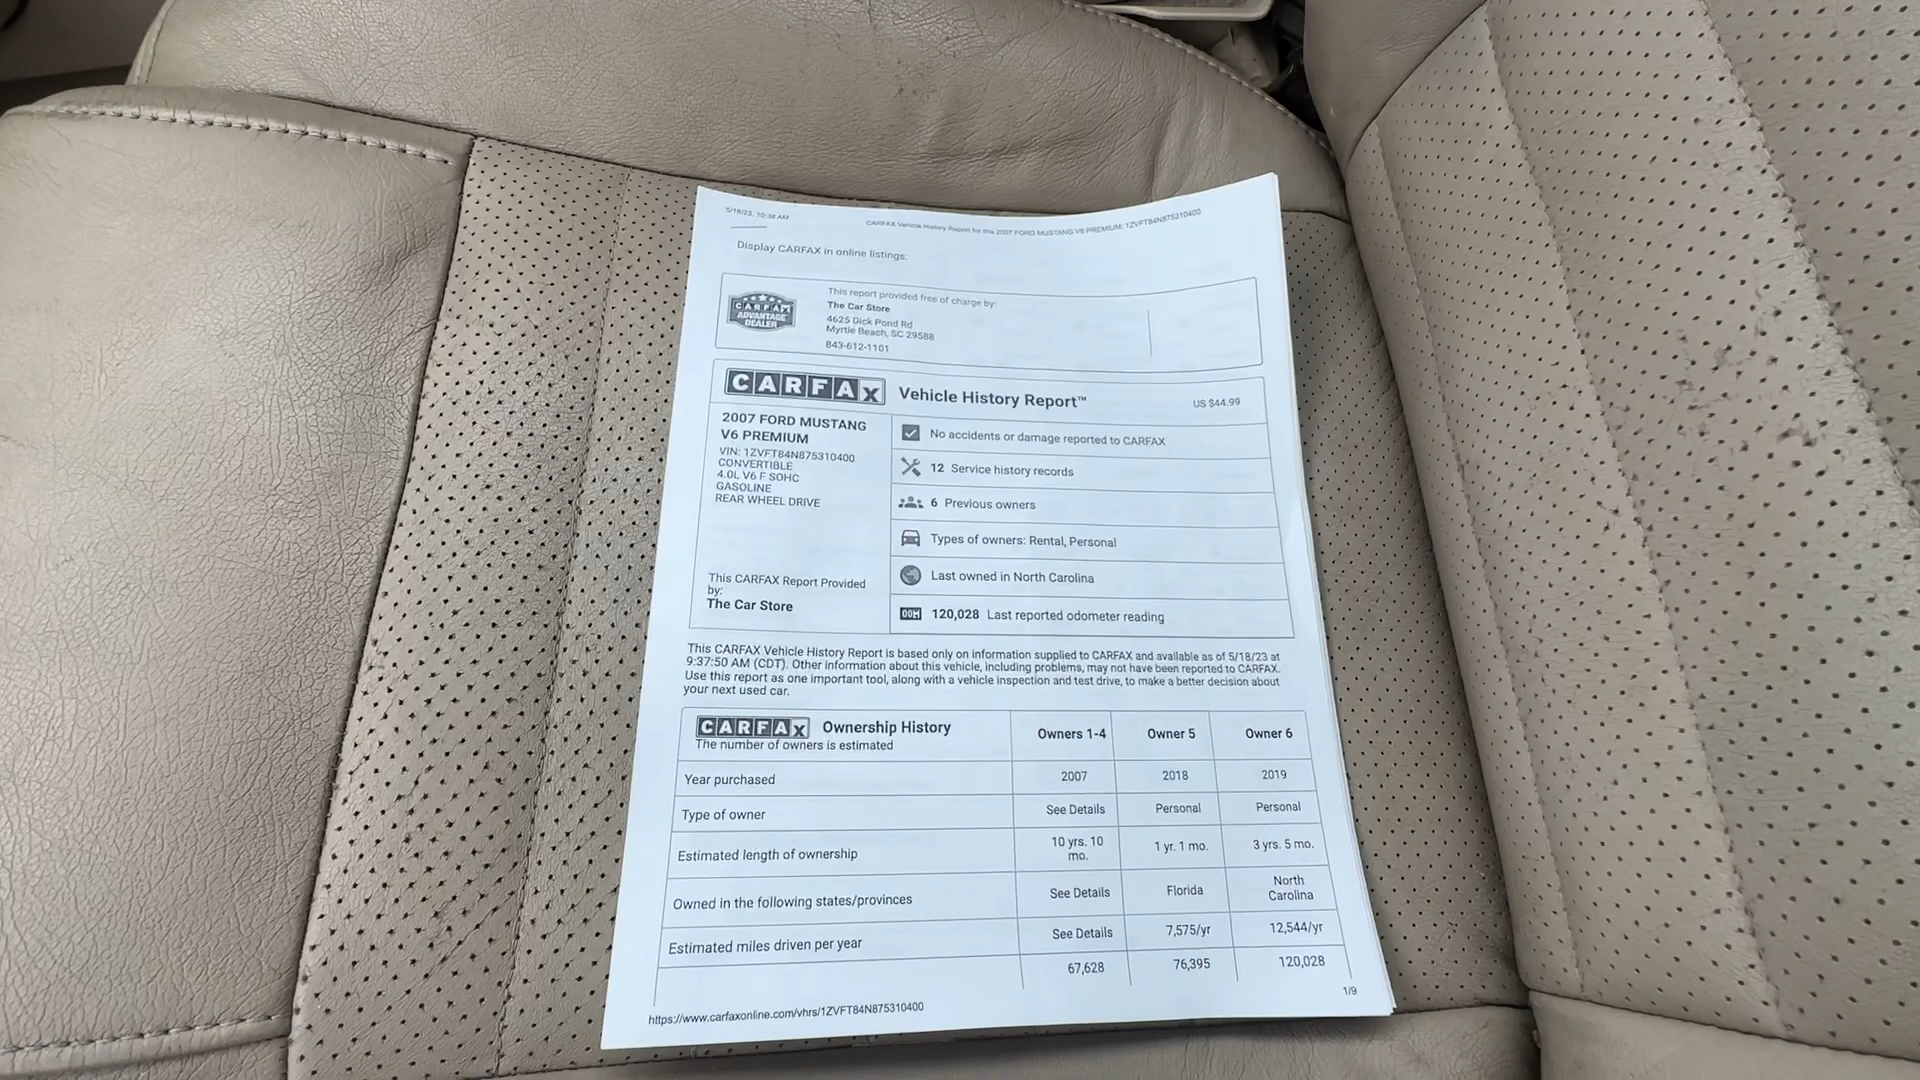 5/18/23, 10:38 AM
CARFAX Vehicle History Report for this 2007 FORD MUSTANG V6 PREMIUM: 1ZVFT84N875310400
Display CARFAX in online listings:
CARFAX
ADVANTAGE
DEALER
This report provided free of charge by:
The Car Store
4625 Dick Pond Rd
Myrtle Beach, SC 29588
843-612-1101
CARFAX Vehicle History Report™ US $44.99
2007 FORD MUSTANG
V6 PREMIUM
VIN: 1ZVFT84N875310400
CONVERTIBLE
4.0L V6 F SOHC
GASOLINE
REAR WHEEL DRIVE
This CARFAX Report Provided
by:
The Car Store
No accidents or damage reported to CARFAX
12 Service history records
6 Previous owners
Types of owners: Rental, Personal
Last owned in North Carolina
120,028 Last reported odometer reading
This CARFAX Vehicle History Report is based only on information supplied to CARFAX and available as of 5/18/23 at
9:37:50 AM (CDT). Other information about this vehicle, including problems, may not have been reported to CARFAX.
Use this report as one important tool, along with a vehicle inspection and test drive, to make a better decision about
your next used car.
CARFAX Ownership History
The number of owners is estimated
Owners 1-4 Owner 5 Owner 6
Year purchased 2007 2018 2019
Type of owner See Details Personal Personal
Estimated length of ownership 10 yrs. 10 mo. 1 yr. 1 mo. 3 yrs. 5 mo.
Owned in the following states/provinces See Details Florida North Carolina
Estimated miles driven per year See Details 7,575/yr 12,544/yr
67,628 76,395 120,028
https://www.carfaxonline.com/vhrs/1ZVFT84N875310400
1/9